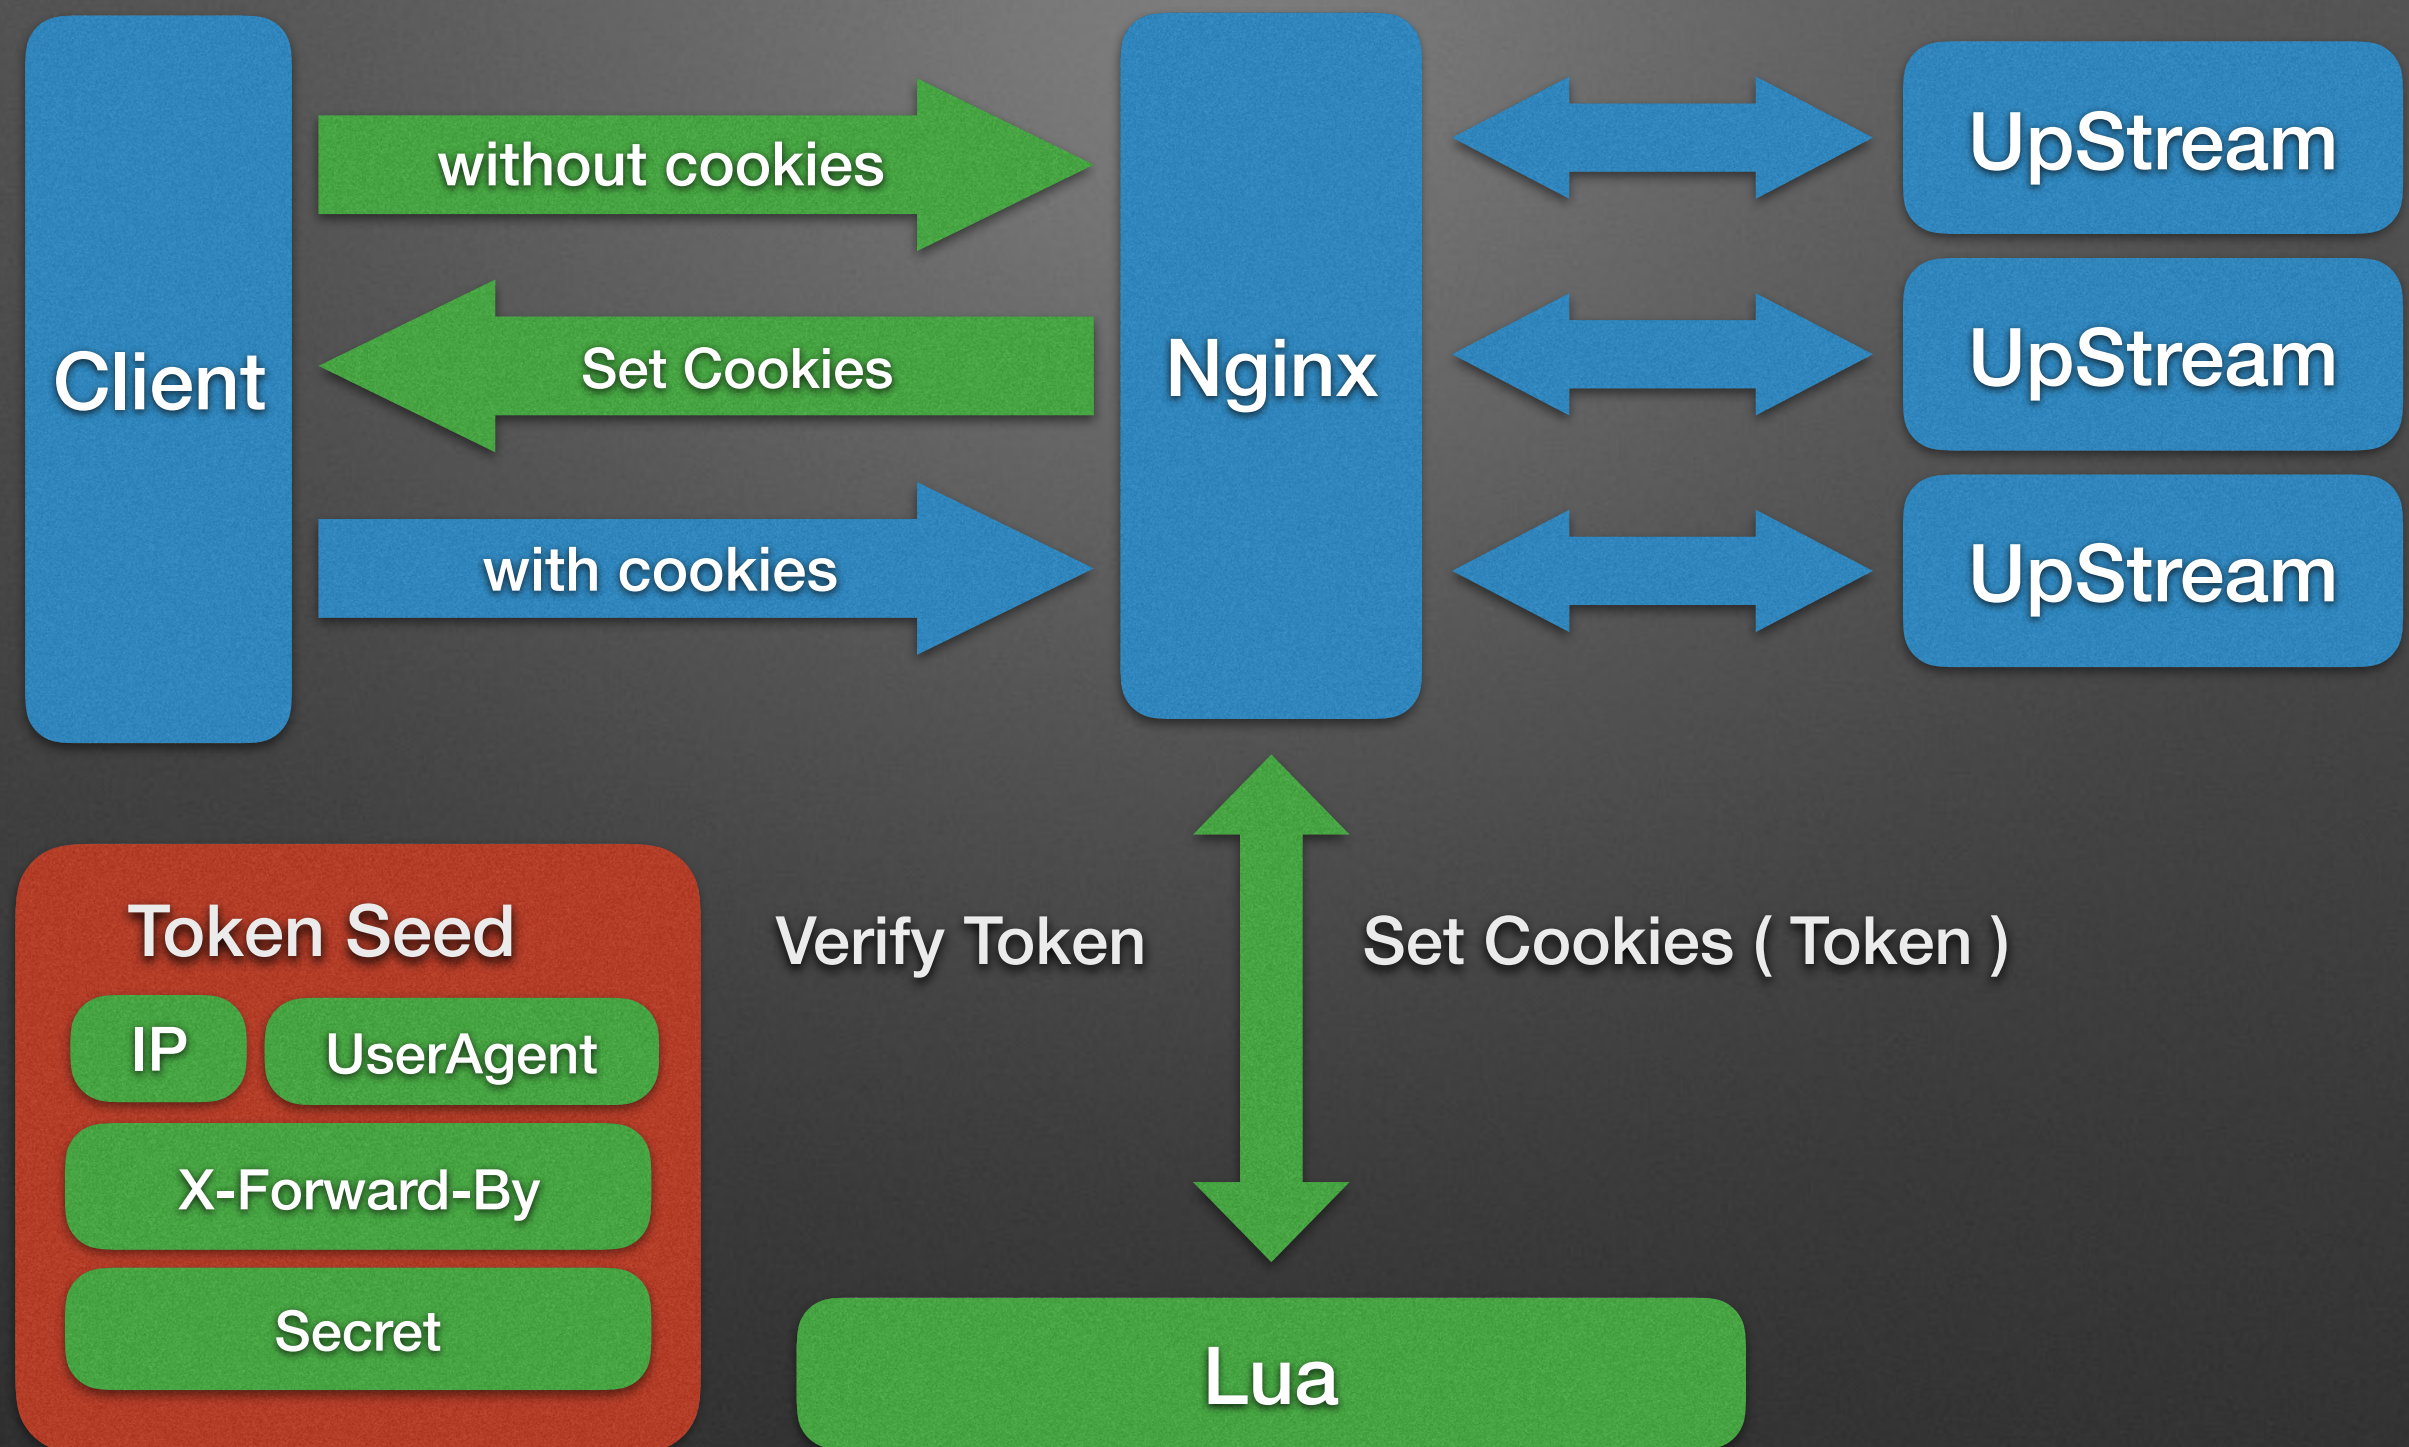 Client
without cookies
Set Cookies
with cookies
Nginx
UpStream
UpStream
UpStream
Verify Token
Set Cookies ( Token )
Token Seed
IP
UserAgent
X-Forward-By
Secret
Lua